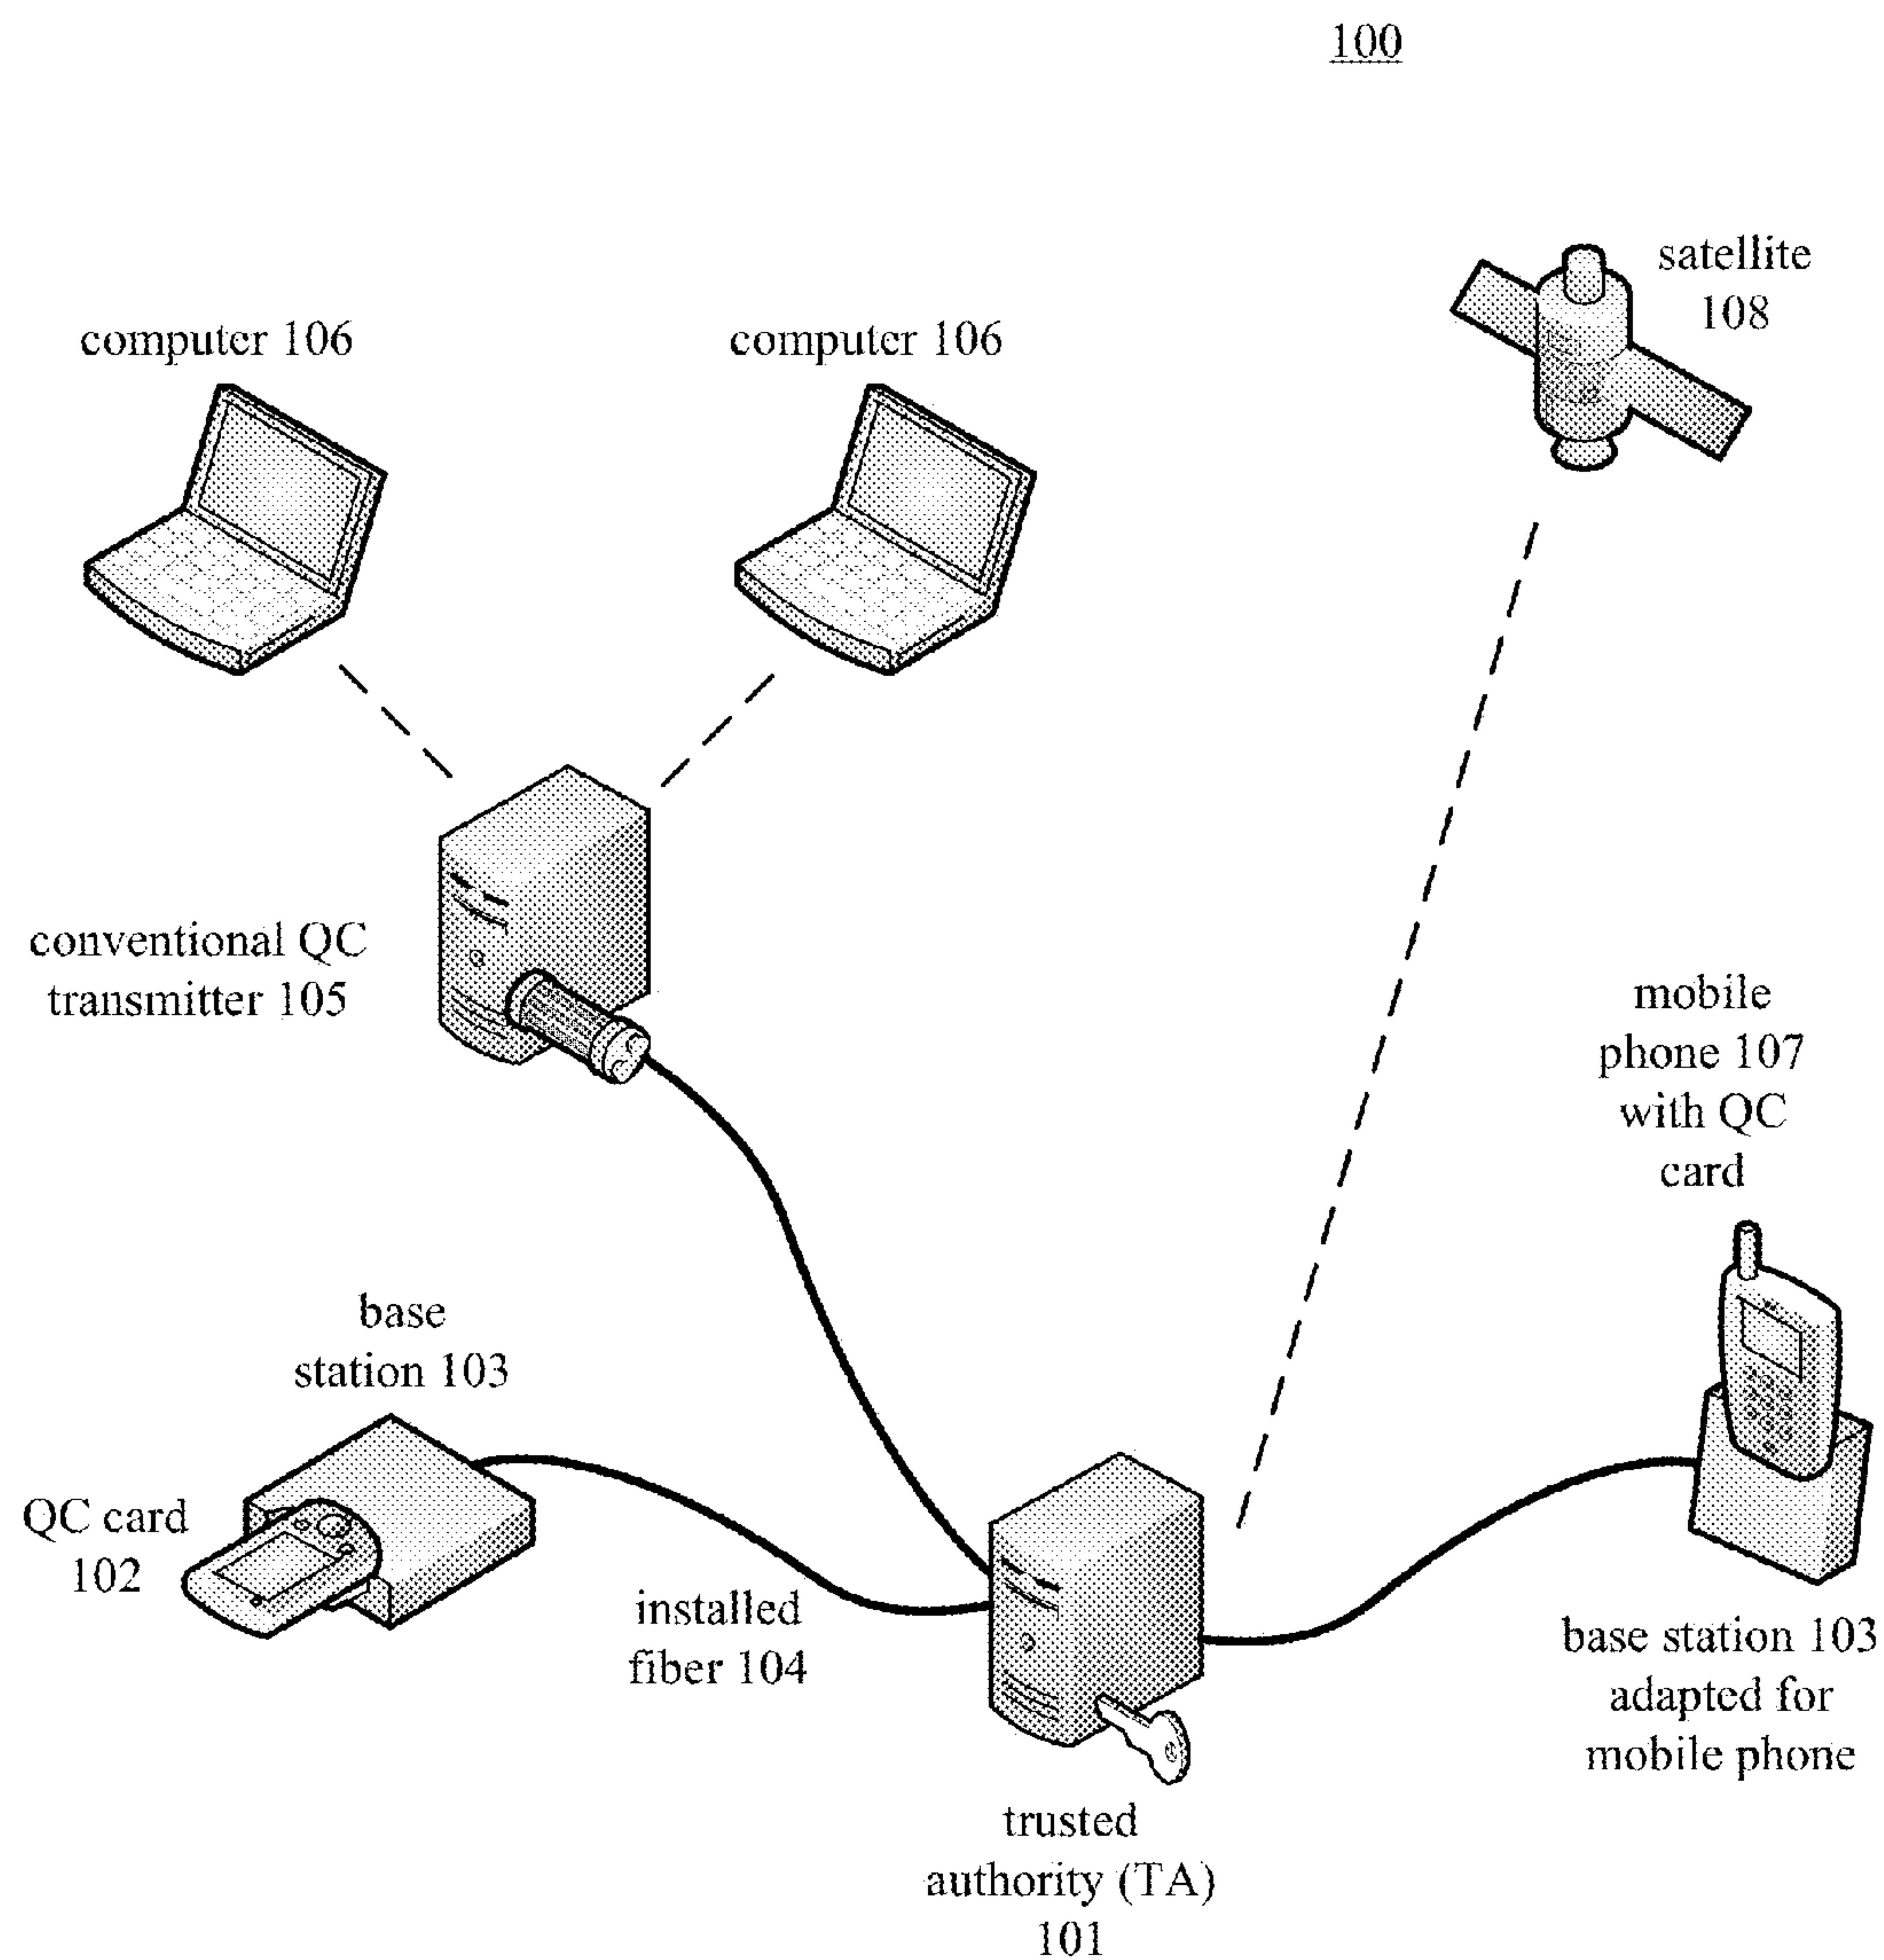 100
satellite
108
computer 106
computer 106
conventional QC
transmitter 105
mobile
phone 107
with QC
card
base
station 103
QC card
102
installed
fiber 104
base station 103
adapted for
mobile phone
trusted
authority (TA)
101